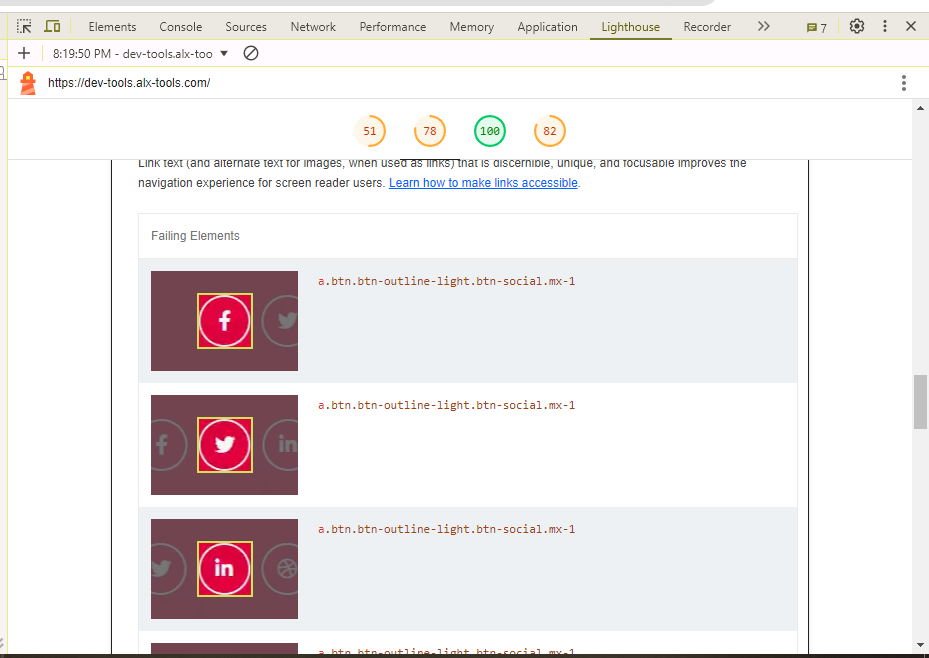 Elements Console Sources Network Performance Memory Application Lighthouse Recorder 7
8:19:50 PM - dev-tools.alx-too
https://dev-tools.alx-tools.com/
51 78 100 82
Link text (and alternate text for images, when used as links) that is discernible, unique, and focusable improves the
navigation experience for screen reader users. Learn how to make links accessible.
Failing Elements
f
a.btn.btn-outline-light.btn-social.mx-1
f in
a.btn.btn-outline-light.btn-social.mx-1
in
a.btn.btn-outline-light.btn-social.mx-1
a.btn.btn-outline-light.btn-social.mx-1